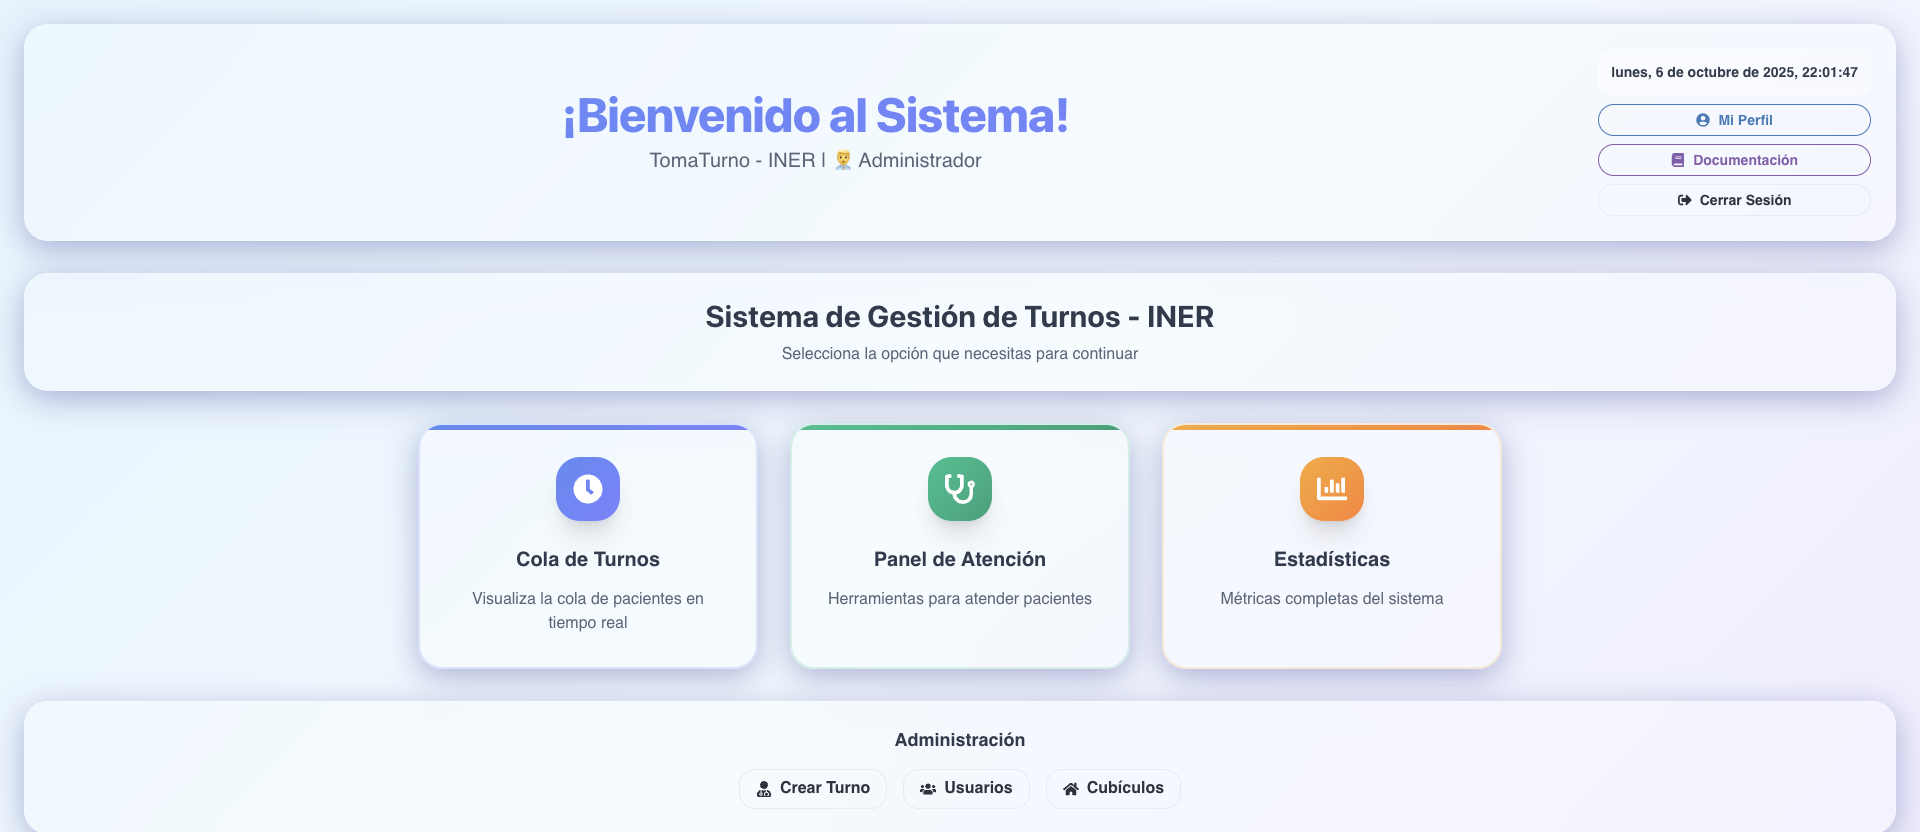 lunes, 6 de octubre de 2025, 22:01:47
¡Bienvenido al Sistema!
TomaTurno - INER | 👨‍💼 Administrador
Mi Perfil
Documentación
Cerrar Sesión
Sistema de Gestión de Turnos - INER
Selecciona la opción que necesitas para continuar
Cola de Turnos
Visualiza la cola de pacientes en
tiempo real
Panel de Atención
Herramientas para atender pacientes
Estadísticas
Métricas completas del sistema
Administración
Crear Turno
Usuarios
Cubículos